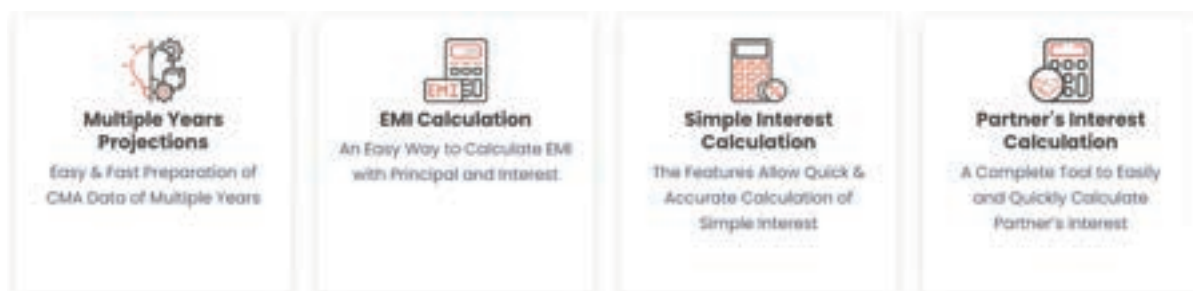 Multiple Years
Projections
Easy & Fast Preparation of
CMA Data of Multiple Years
EMI
EMI Calculation
An Easy Way to Calculate EMI
with Principal and Interest
Simple Interest
Calculation
The Features Allow Quick &
Accurate Calculation of
Simple Interest
Partner's Interest
Calculation
A Complete Tool to Easily
and Quickly Calculate
Partner's Interest